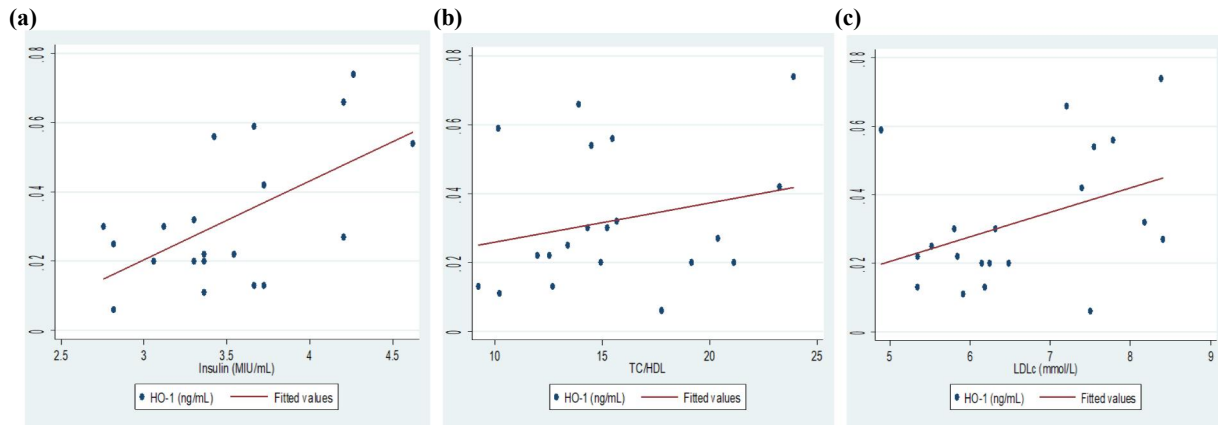 (a)
(b)
(c)
0 .02 .04 .06 .08
2.5 3 3.5 4 4.5
Insulin (MIU/mL)
HO-1 (ng/mL) Fitted values
0 .02 .04 .06 .08
10 15 20 25
TC/HDL
HO-1 (ng/mL) Fitted values
0 .02 .04 .06 .08
5 6 7 8 9
LDLc (mmol/L)
HO-1 (ng/mL) Fitted values